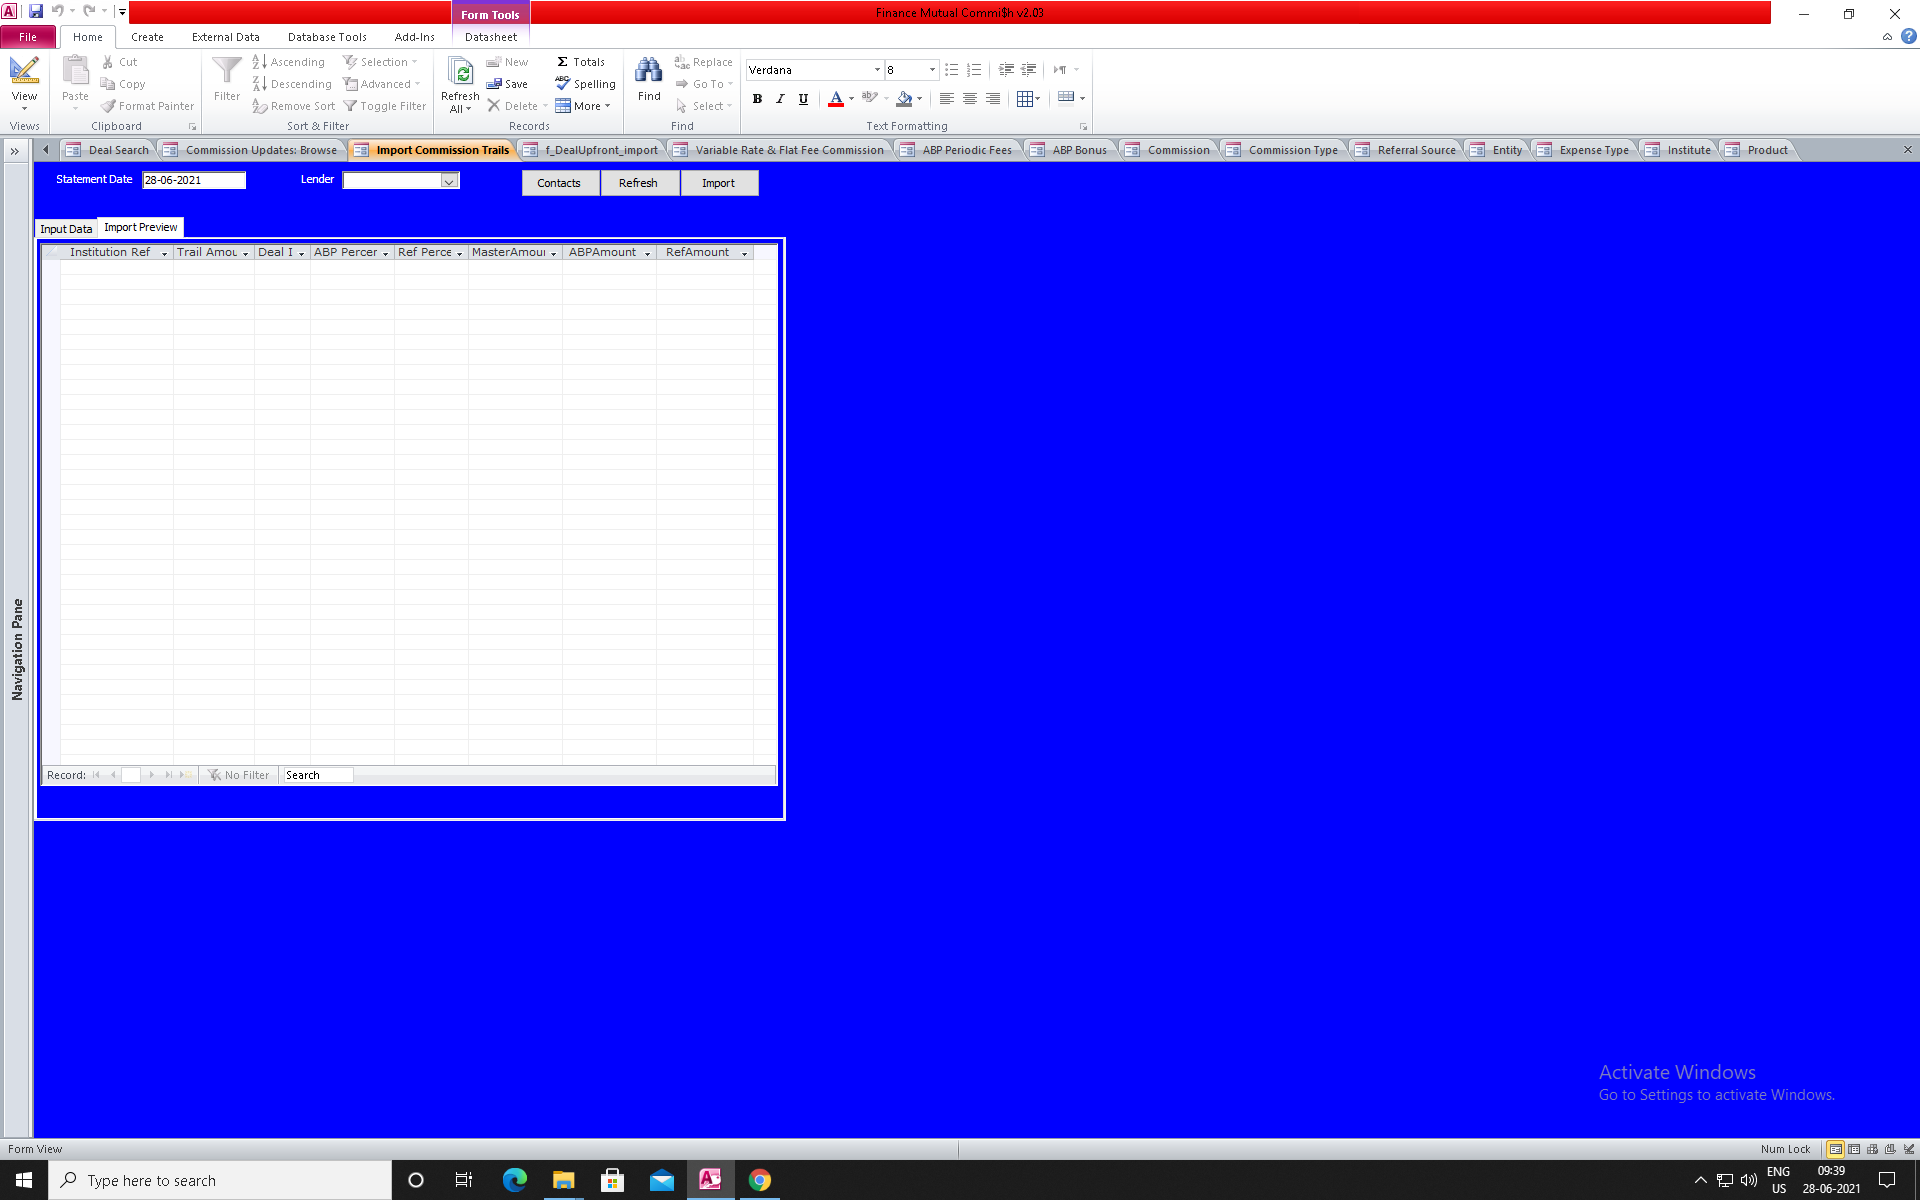 Form Tools
Finance Mutual Commi$h v2.03
File
Home
Create
External Data
Database Tools
Add-Ins
Datasheet
View
Views
Paste
Cut
Copy
Format Painter
Clipboard
Filter
Ascending
Descending
Remove Sort
Selection
Advanced
Toggle Filter
Sort & Filter
Refresh
All
New
Save
Delete
Totals
Spelling
More
Records
Find
Replace
Go To
Select
Find
Verdana
8
B I U
Text Formatting
Deal Search
Commission Updates: Browse
Import Commission Trails
f_DealUpfront_import
Variable Rate & Flat Fee Commission
ABP Periodic Fees
ABP Bonus
Commission
Commission Type
Referral Source
Entity
Expense Type
Institute
Product
Statement Date
28-06-2021
Lender
Contacts
Refresh
Import
Input Data
Import Preview
Institution Ref
Trail Amou
Deal I
ABP Percer
Ref Perce
MasterAmour
ABPAmount
RefAmount
Record:
No Filter
Search
Navigation Pane
Activate Windows
Go to Settings to activate Windows.
Form View
Num Lock
Type here to search
ENG
US
09:39
28-06-2021